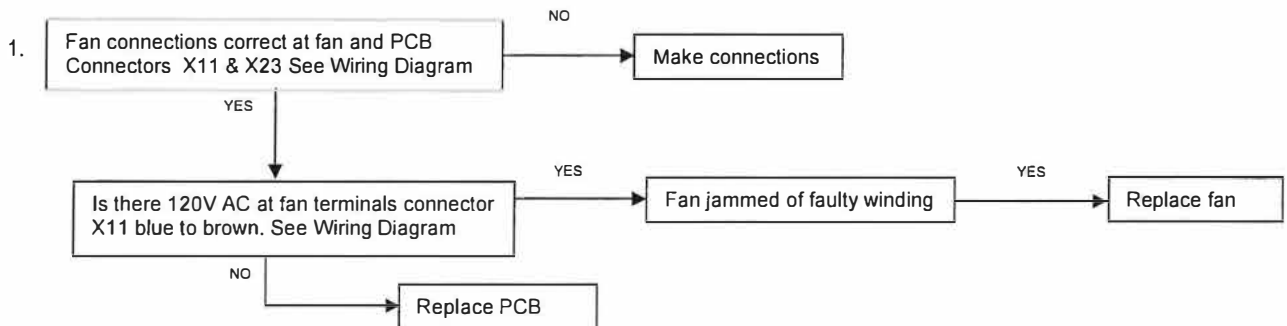 NO
1.
Fan connections correct at fan and PCB
Connectors X11 & X23 See Wiring Diagram
Make connections
YES
Is there 120V AC at fan terminals connector
X11 blue to brown. See Wiring Diagram
YES
Fan jammed of faulty winding
YES
Replace fan
NO
Replace PCB